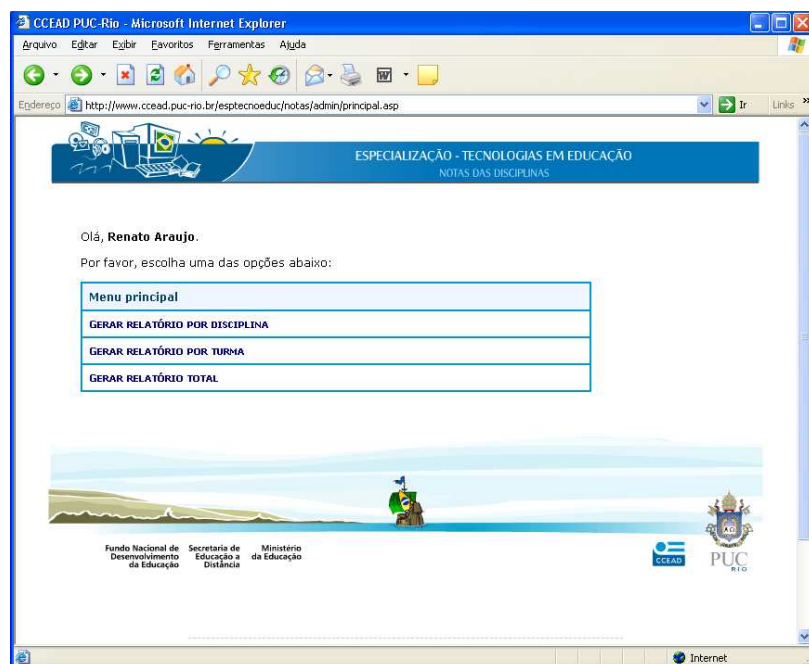 CCEAD PUC-Rio - Microsoft Internet Explorer
Arquivo Editar Exibir Favoritos Ferramentas Ajuda
Endereço http://www.ccead.puc-rio.br/esptecnoeduc/notas/admin/principal.asp Ir Links »
ESPECIALIZAÇÃO - TECNOLOGIAS EM EDUCAÇÃO
NOTAS DAS DISCIPLINAS
Olá, Renato Araujo.
Por favor, escolha uma das opções abaixo:
Menu principal
GERAR RELATÓRIO POR DISCIPLINA
GERAR RELATÓRIO POR TURMA
GERAR RELATÓRIO TOTAL
Fundo Nacional de
Desenvolvimento
da Educação
Secretaria de
Educação a
Distância
Ministério
da Educação
CCEAD
PUC
RIO
Internet